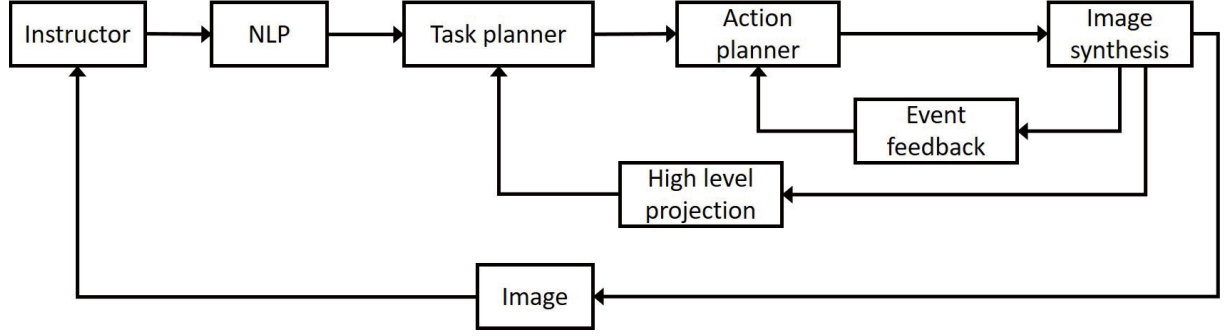 Instructor
NLP
Task planner
Action
planner
Image
synthesis
Event
feedback
High level
projection
Image